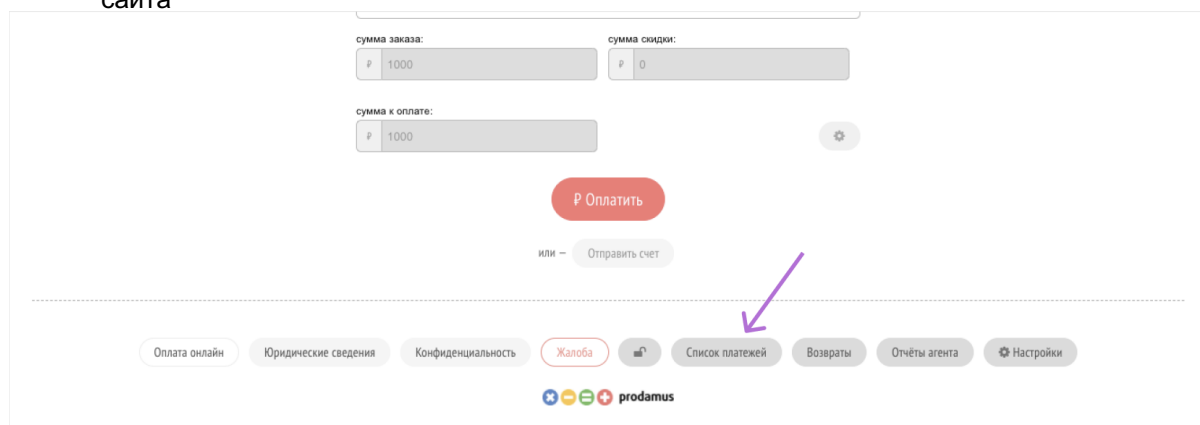 сайта
сумма заказа: сумма скидки:
₽ 1000 ₽ 0
сумма к оплате:
₽ 1000
₽ Оплатить
или — Отправить счет
Оплата онлайн Юридические сведения Конфиденциальность Жалоба Список платежей Возвраты Отчёты агента Настройки
prodamus